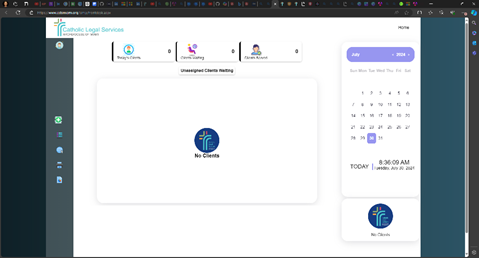 Catholic Legal Services
Home
Today's Clients
0
Clients Waiting
0
Clients Served
0
Unassigned Clients Waiting
No Clients
July
2024
Sun Mon Tue Wed Thu Fri Sat
1 2 3 4 5 6
7 8 9 10 11 12 13
14 15 16 17 18 19 20
21 22 23 24 25 26 27
28 29 30 31
TODAY
8:36:09 AM
No Clients